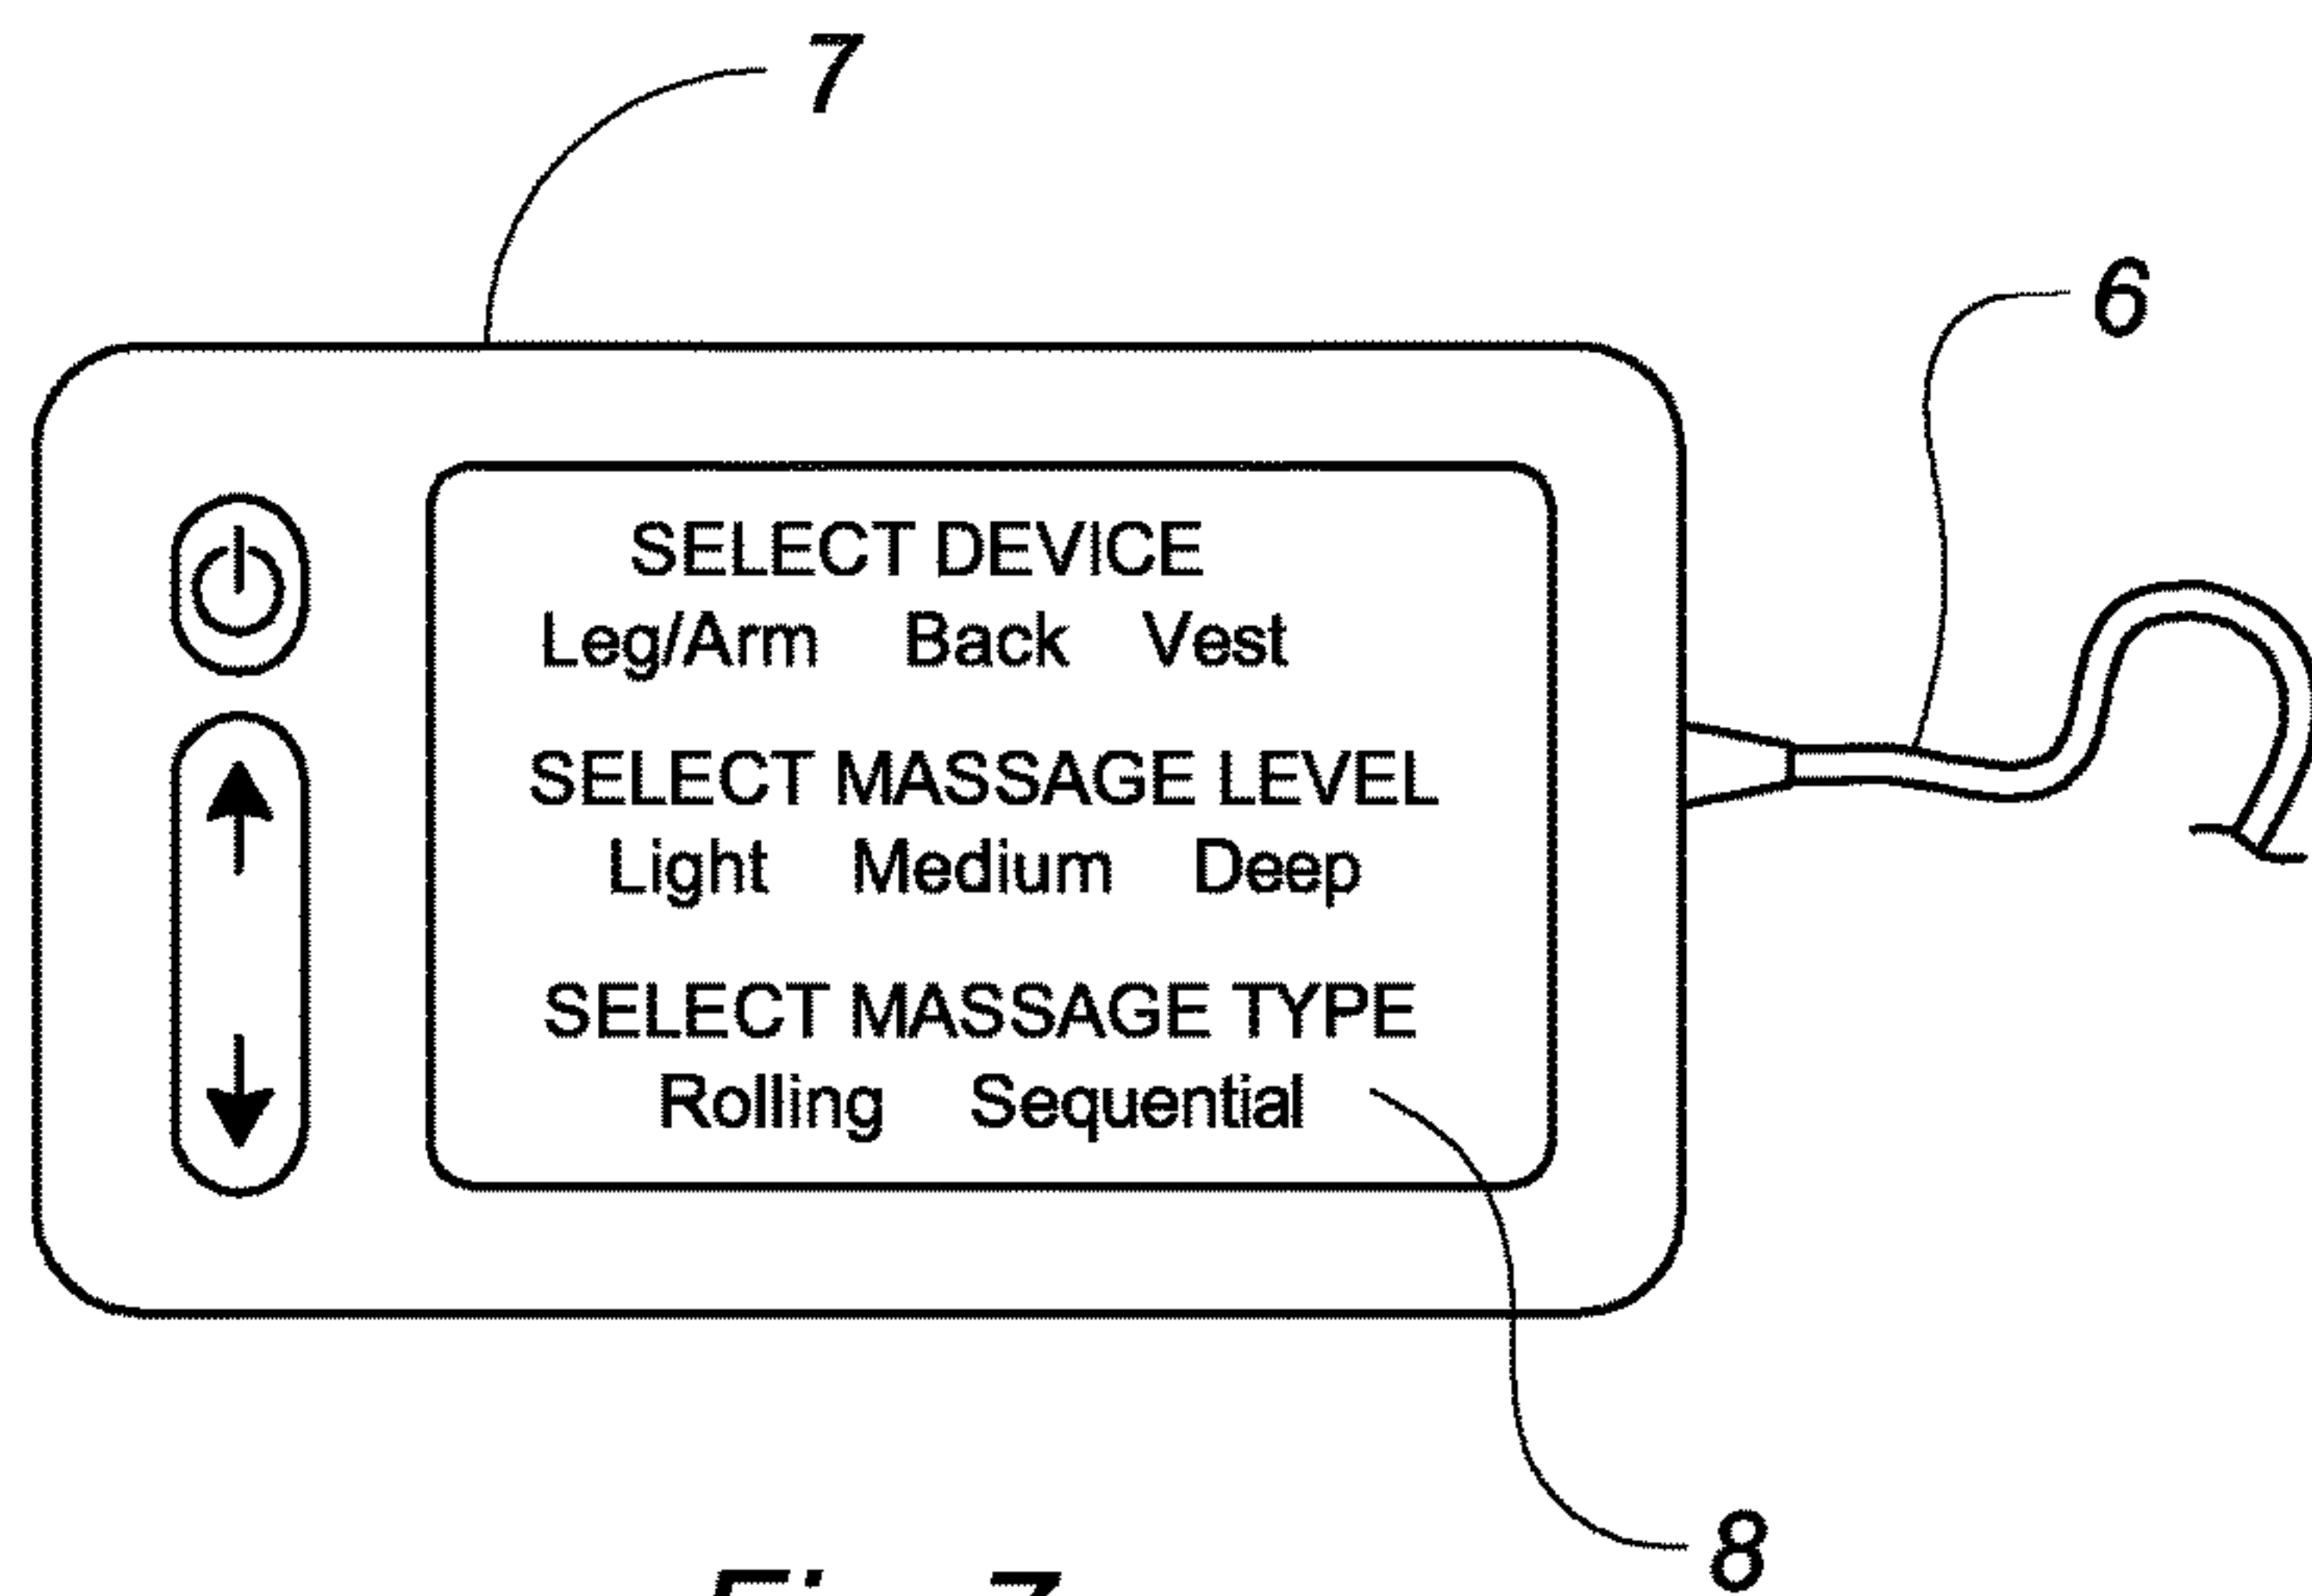 7
6
SELECT DEVICE
Leg/Arm Back Vest
SELECT MASSAGE LEVEL
Light Medium Deep
SELECT MASSAGE TYPE
Rolling Sequential
8